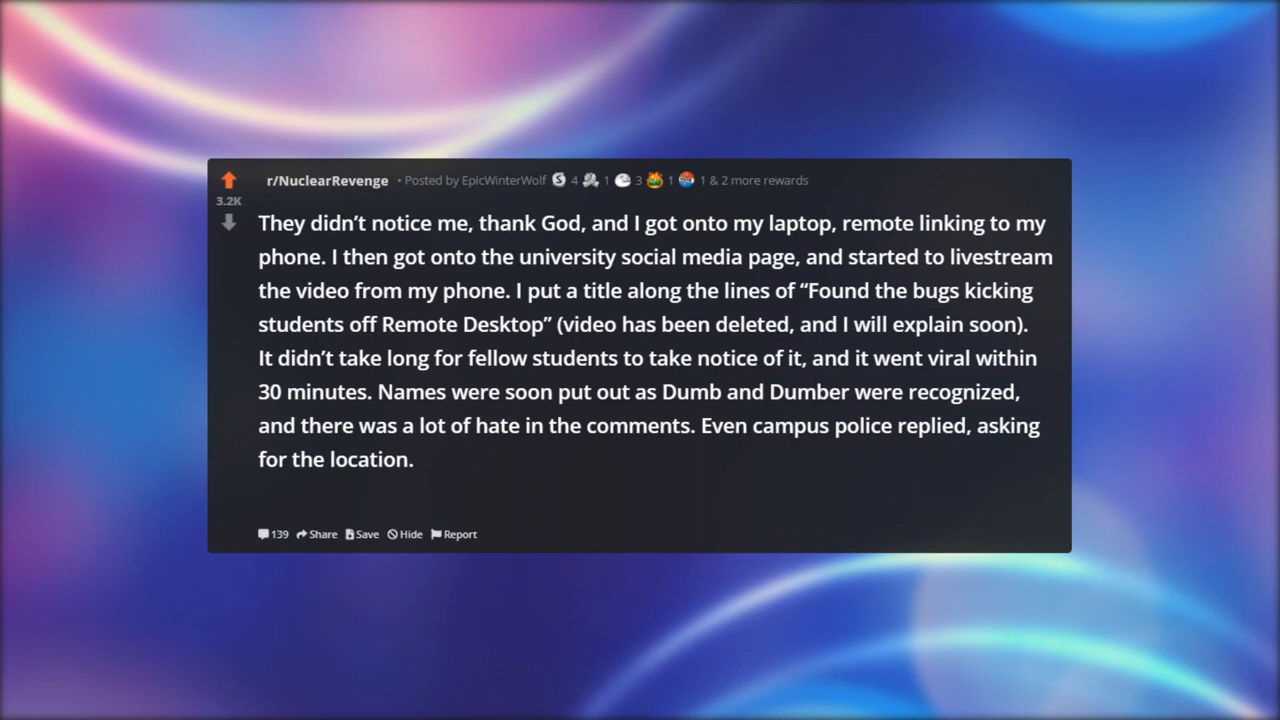 r/NuclearRevenge • Posted by EpicWinterWolf 4 1 3 1 1 & 2 more rewards
3.2K
They didn’t notice me, thank God, and I got onto my laptop, remote linking to my
phone. I then got onto the university social media page, and started to livestream
the video from my phone. I put a title along the lines of “Found the bugs kicking
students off Remote Desktop” (video has been deleted, and I will explain soon).
It didn’t take long for fellow students to take notice of it, and it went viral within
30 minutes. Names were soon put out as Dumb and Dumber were recognized,
and there was a lot of hate in the comments. Even campus police replied, asking
for the location.
139 Share Save Hide Report